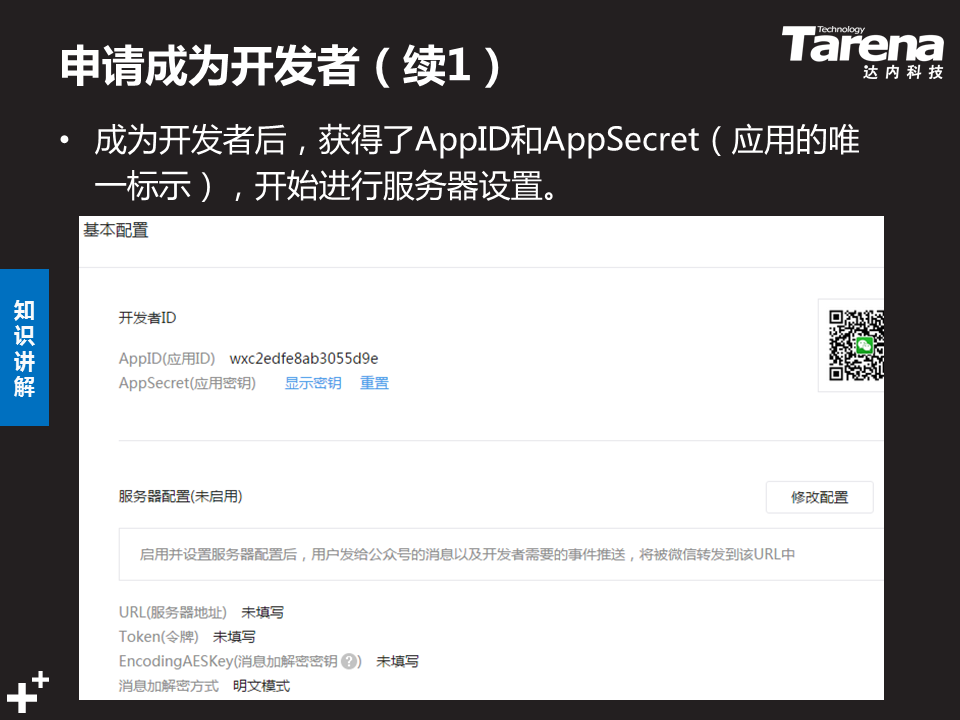 申请成为开发者（续1）
Technology
Tarena
达内科技
• 成为开发者后，获得了AppID和AppSecret（应用的唯
一标示），开始进行服务器设置。
基本配置
知识讲解
开发者ID
AppID(应用ID) wxc2edfe8ab3055d9e
AppSecret(应用密钥) 显示密钥 重置
服务器配置(未启用)
修改配置
启用并设置服务器配置后，用户发给公众号的消息以及开发者需要的事件推送，将被微信转发到该URL中
URL(服务器地址) 未填写
Token(令牌) 未填写
EncodingAESKey(消息加解密密钥 ?) 未填写
消息加解密方式 明文模式